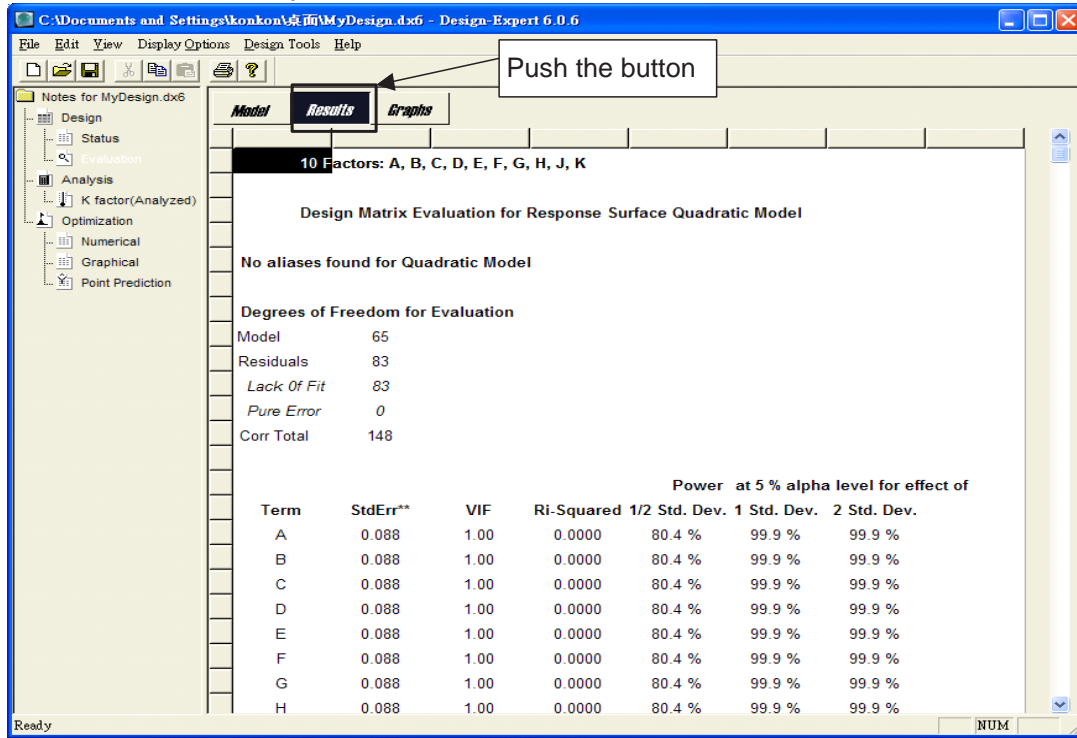 C:\Documents and Settings\konkon\桌面\MyDesign.dx6 - Design-Expert 6.0.6
File Edit View Display Options Design Tools Help
Push the button
Notes for MyDesign.dx6
Design
Status
Evaluation
Analysis
K factor(Analyzed)
Optimization
Numerical
Graphical
Point Prediction
Model Results Graphs
10 Factors: A, B, C, D, E, F, G, H, J, K
Design Matrix Evaluation for Response Surface Quadratic Model
No aliases found for Quadratic Model
Degrees of Freedom for Evaluation
Model 65
Residuals 83
Lack 0f Fit 83
Pure Error 0
Corr Total 148
Power at 5 % alpha level for effect of
Term StdErr** VIF Ri-Squared 1/2 Std. Dev. 1 Std. Dev. 2 Std. Dev.
A 0.088 1.00 0.0000 80.4 % 99.9 % 99.9 %
B 0.088 1.00 0.0000 80.4 % 99.9 % 99.9 %
C 0.088 1.00 0.0000 80.4 % 99.9 % 99.9 %
D 0.088 1.00 0.0000 80.4 % 99.9 % 99.9 %
E 0.088 1.00 0.0000 80.4 % 99.9 % 99.9 %
F 0.088 1.00 0.0000 80.4 % 99.9 % 99.9 %
G 0.088 1.00 0.0000 80.4 % 99.9 % 99.9 %
H 0.088 1.00 0.0000 80.4 % 99.9 % 99.9 %
Ready NUM